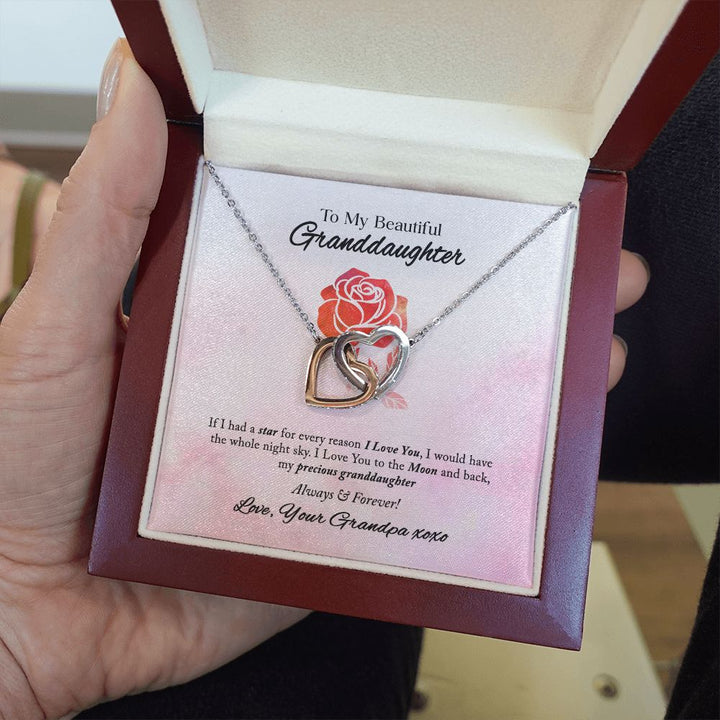 To My Beautiful
Granddaughter
If I had a star for every reason I Love You, I would have
the whole night sky. I Love You to the Moon and back,
my precious granddaughter
Always & Forever!
Love, Your Grandpa xoxo